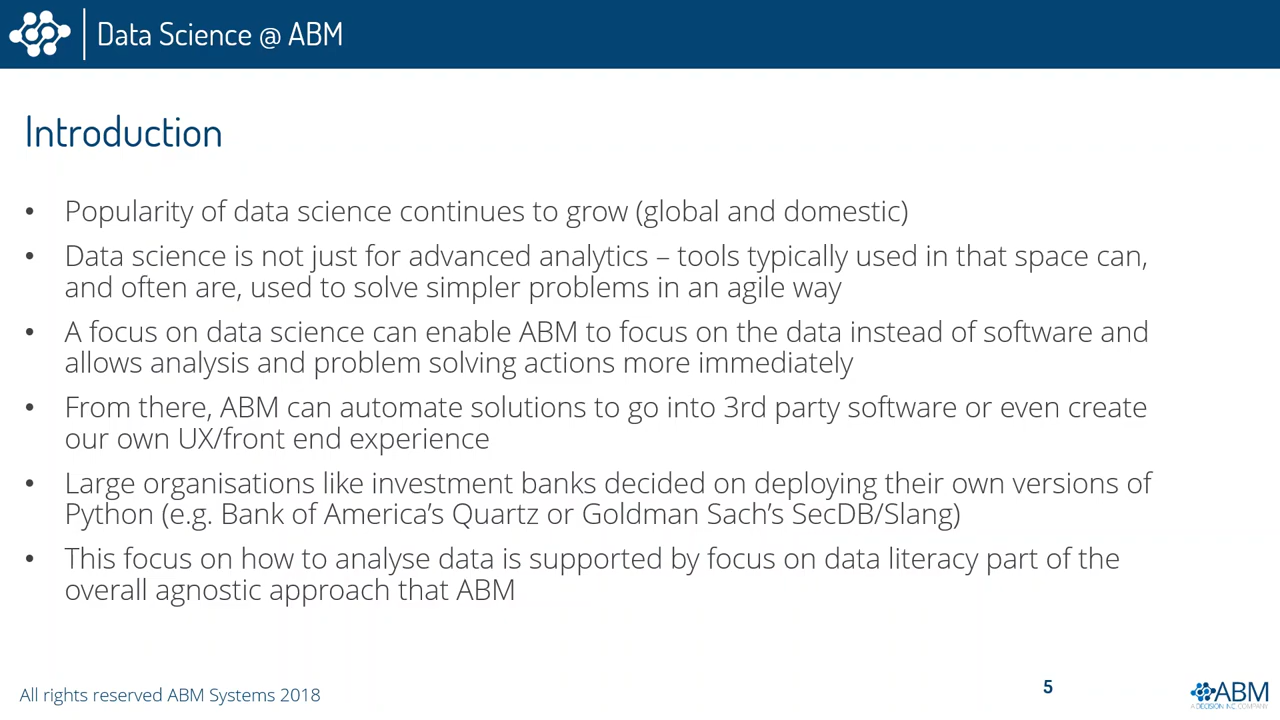 Data Science @ ABM
Introduction
• Popularity of data science continues to grow (global and domestic)
• Data science is not just for advanced analytics – tools typically used in that space can,
and often are, used to solve simpler problems in an agile way
• A focus on data science can enable ABM to focus on the data instead of software and
allows analysis and problem solving actions more immediately
• From there, ABM can automate solutions to go into 3rd party software or even create
our own UX/front end experience
• Large organisations like investment banks decided on deploying their own versions of
Python (e.g. Bank of America’s Quartz or Goldman Sach’s SecDB/Slang)
• This focus on how to analyse data is supported by focus on data literacy part of the
overall agnostic approach that ABM
All rights reserved ABM Systems 2018
5
ABM
A DECISION INC. COMPANY